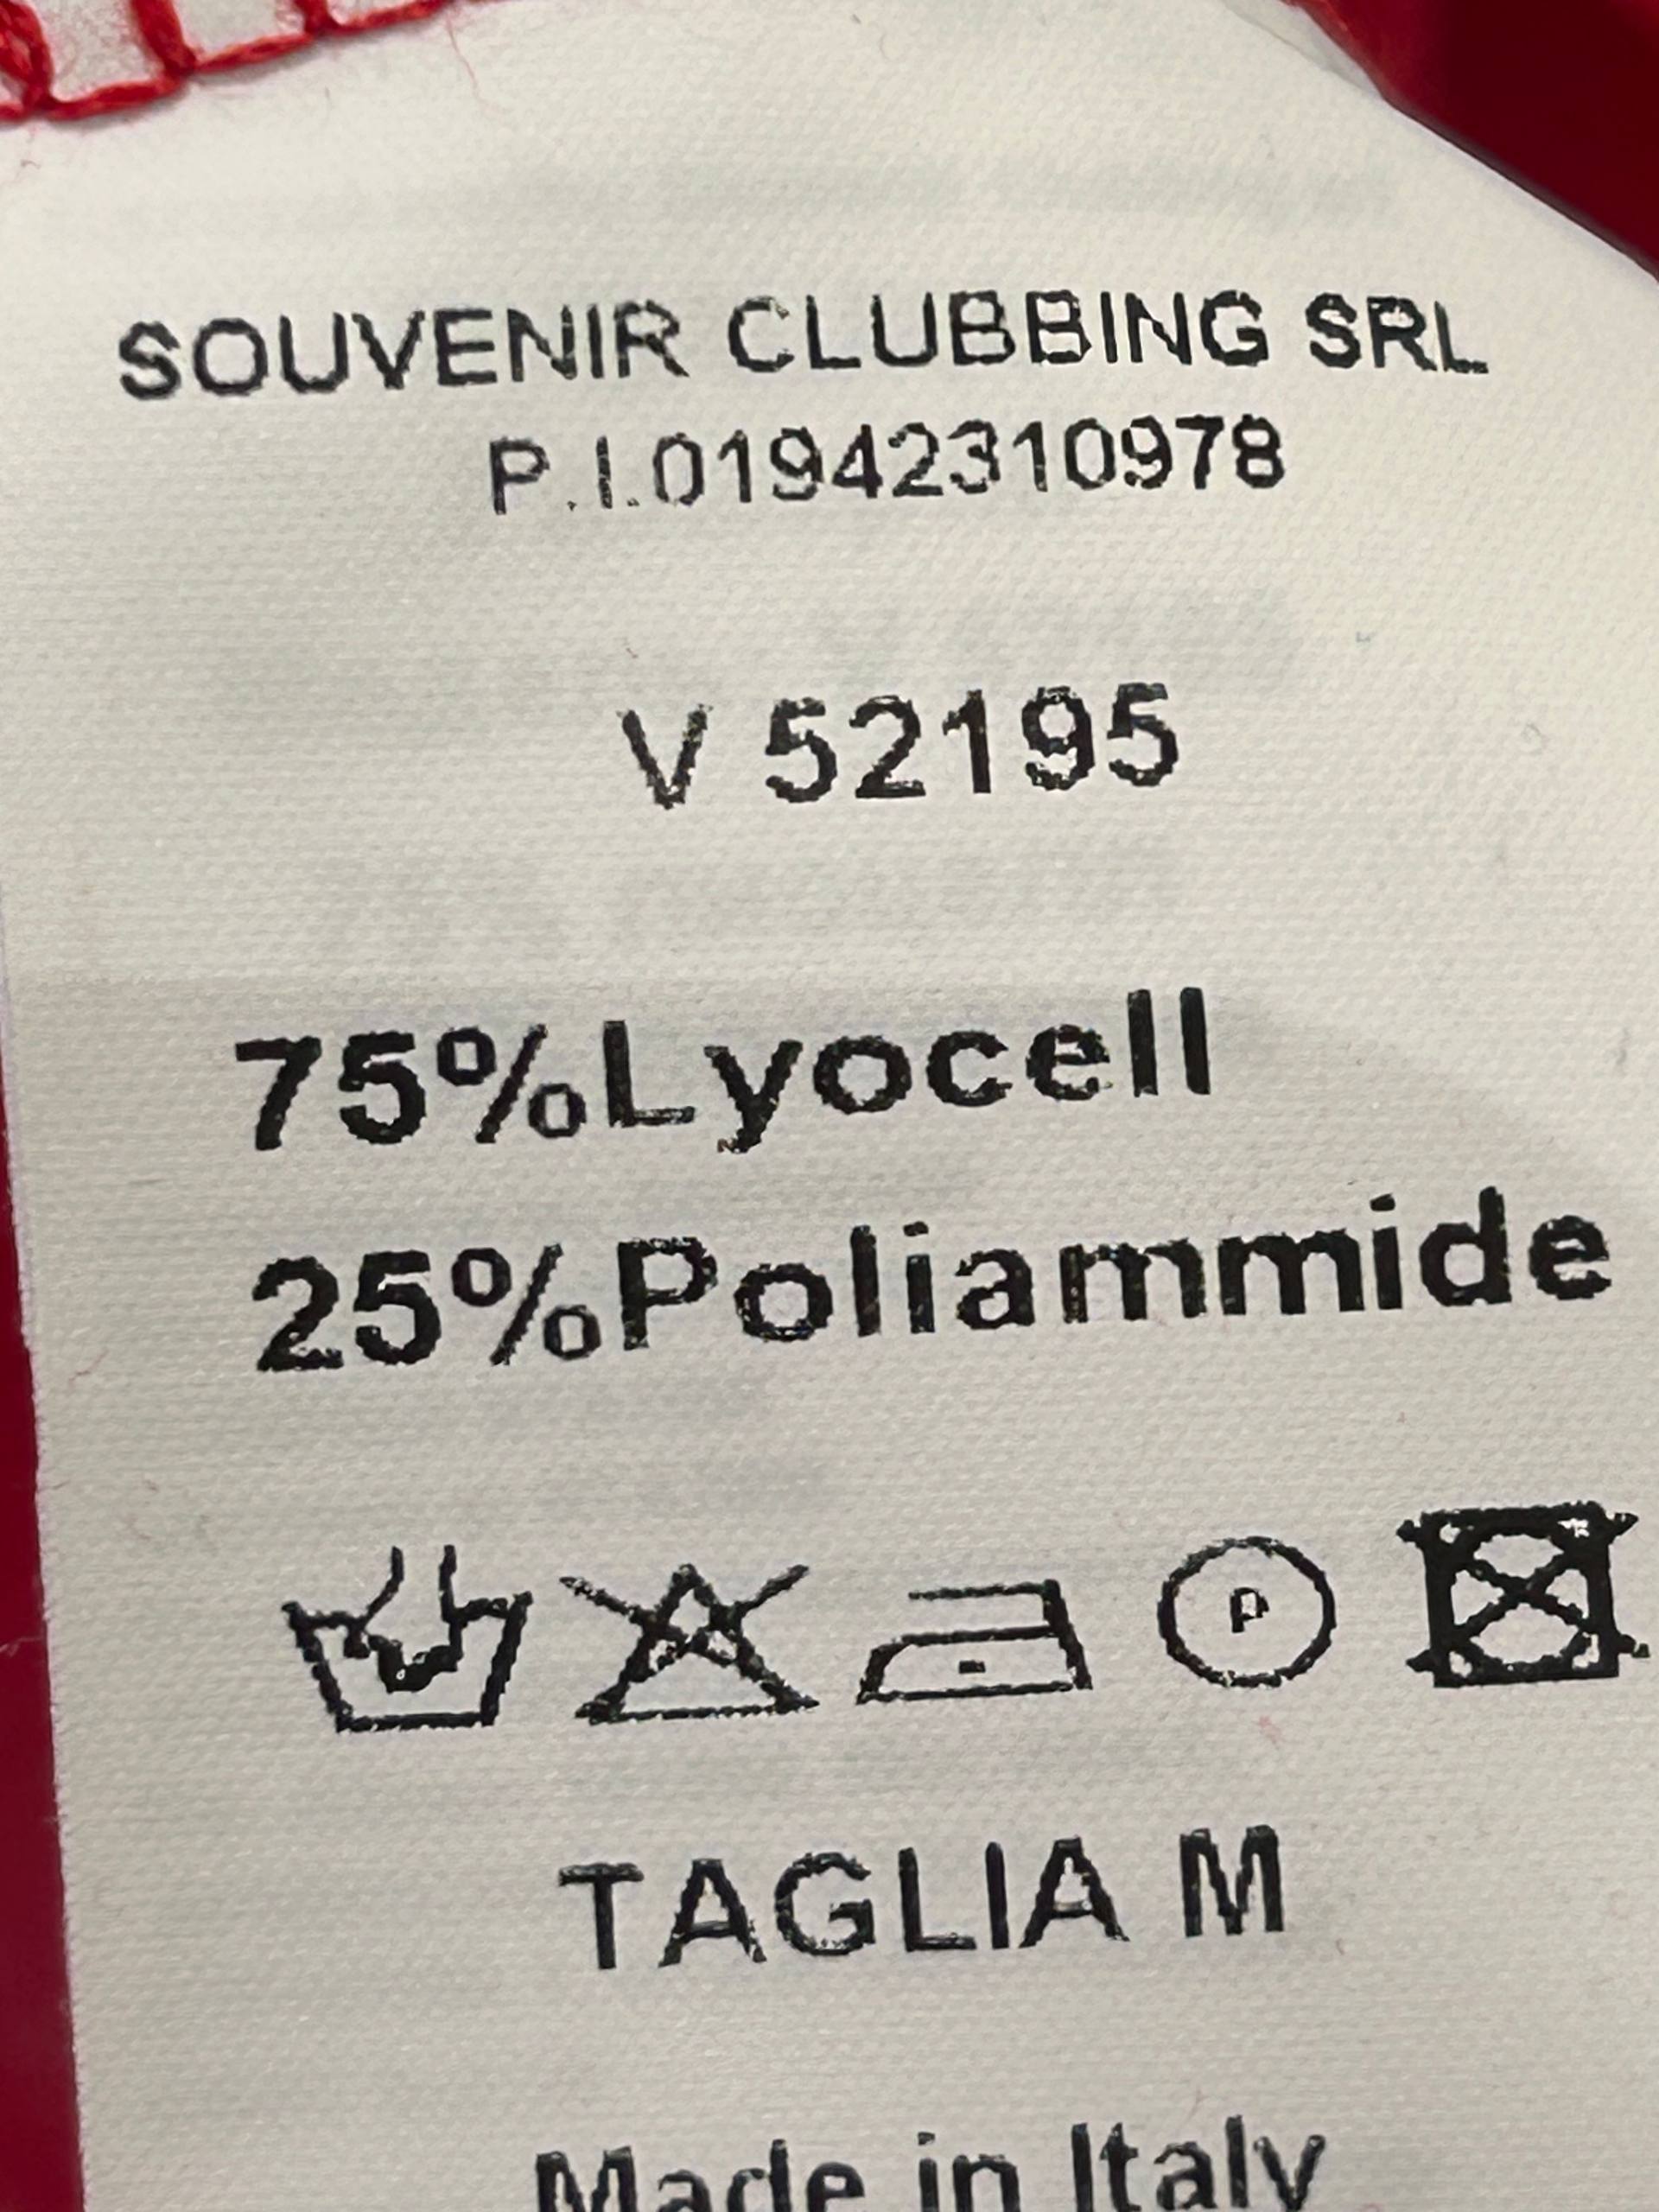 SOUVENIR CLUBBING SRL
P.I.01942310978
V 52195
75%Lyocell
25%Poliammide
P
TAGLIA M
Made in Italy